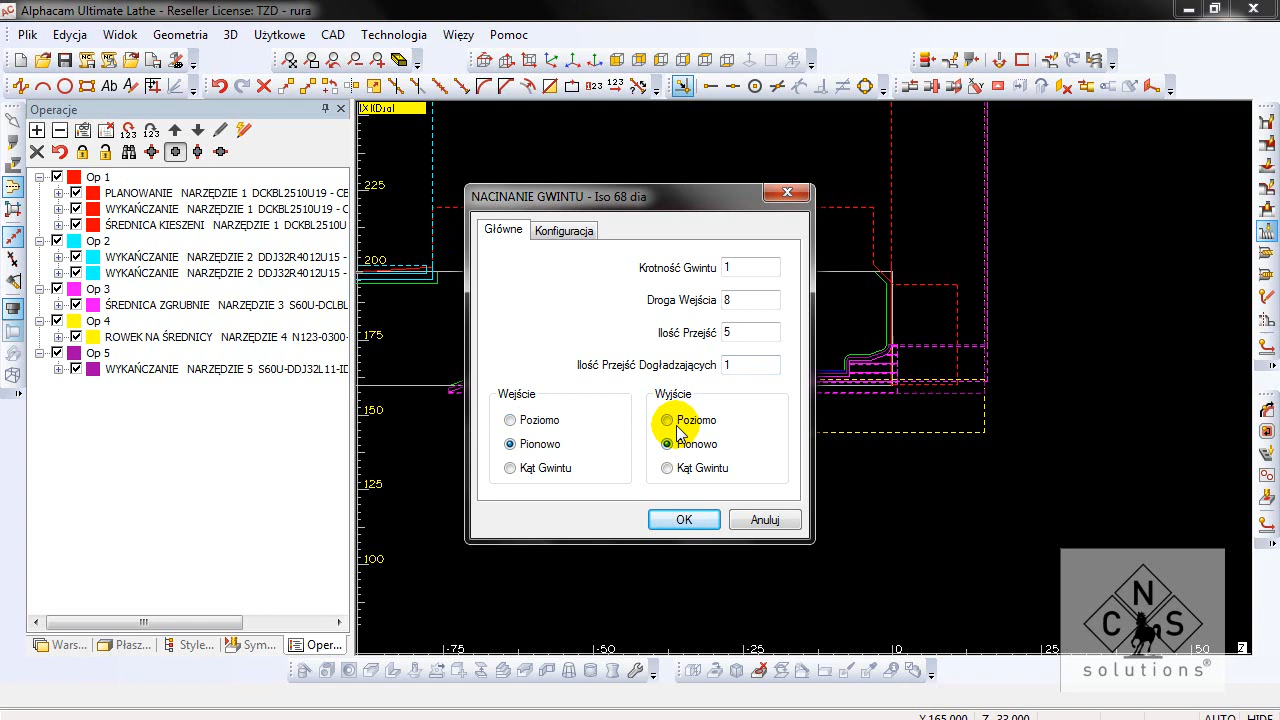 Alphacam Ultimate Lathe - Reseller License: TZD - rura
Plik Edycja Widok Geometria 3D Użytkowe CAD Technologia Więzy Pomoc
Operacje
Op 1
PLANOWANIE NARZĘDZIE 1 DCKBL2510U19 - CB
WYKAŃCZANIE NARZĘDZIE 1 DCKBL2510U19 - C
ŚREDNICA KIESZENI NARZĘDZIE 1 DCKBL2510U
Op 2
WYKAŃCZANIE NARZĘDZIE 2 DDJ32R4012U15 -
WYKAŃCZANIE NARZĘDZIE 2 DDJ32R4012U15 -
Op 3
ŚREDNICA ZGRUBNIE NARZĘDZIE 3 S60U-DCLBL
Op 4
ROWEK NA ŚREDNICY NARZĘDZIE 4 N123-0300-
Op 5
WYKAŃCZANIE NARZĘDZIE 5 S60U-DDJ32L11-ID
Wars... Płasz... Style... Sym... Oper...
225
200
175
150
125
100
-75 -50 -25 0 25 50 Z
NACINANIE GWINTU - Iso 68 dia
Główne Konfiguracja
Krotność Gwintu 1
Droga Wejścia 8
Ilość Przejść 5
Ilość Przejść Dogładzających 1
Wejście
Poziomo
Pionowo
Kąt Gwintu
Wyjście
Poziomo
Pionowo
Kąt Gwintu
OK Anuluj
CNS
solutions®
X 165.000 Z -33.000 AUTO HIDE